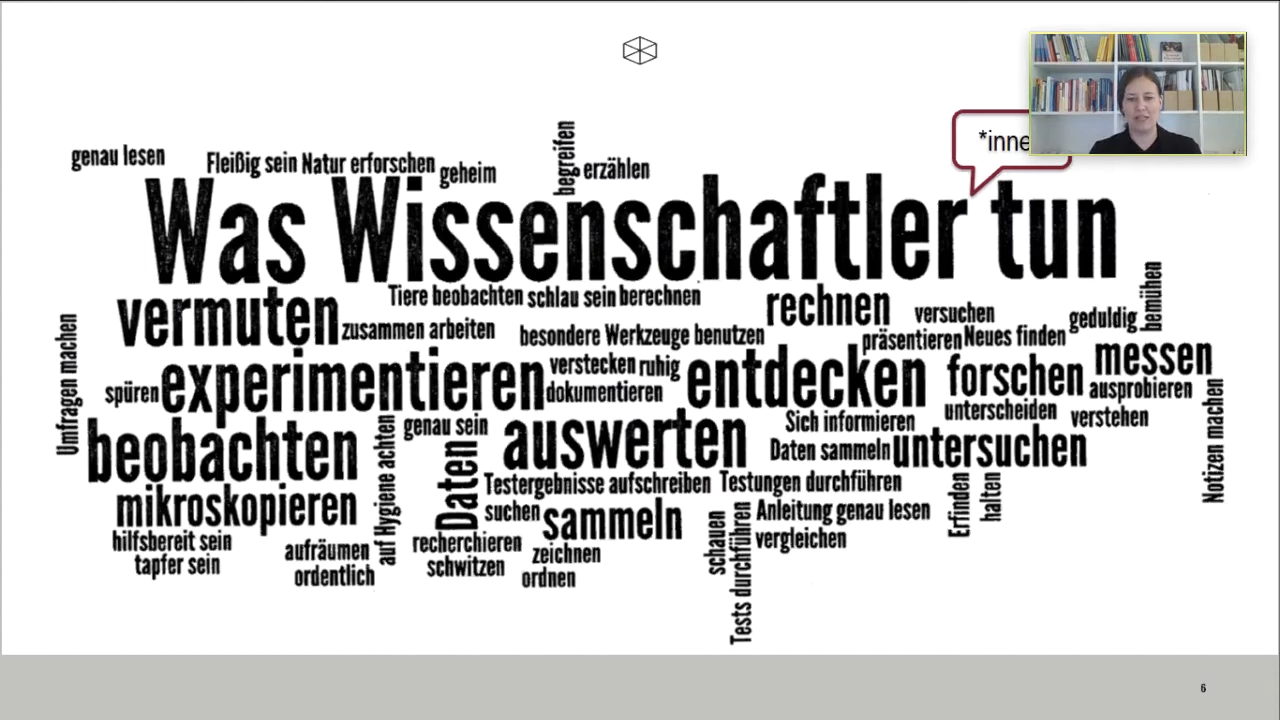 *inne
genau lesen
Fleißig sein Natur erforschen
geheim
begreifen
erzählen
Was Wissenschaftler tun
vermuten
Tiere beobachten schlau sein berechnen
rechnen
versuchen
geduldig
bemühen
zusammen arbeiten
besondere Werkzeuge benutzen
präsentieren Neues finden
Umfragen machen
spüren
experimentieren
verstecken ruhig
dokumentieren
entdecken
forschen
messen
ausprobieren
unterscheiden
verstehen
Notizen machen
beobachten
auf Hygiene achten
genau sein
Daten
auswerten
Sich informieren
Daten sammeln
untersuchen
mikroskopieren
Testergebnisse aufschreiben
Testungen durchführen
suchen
sammeln
schauen
Tests durchführen
Anleitung genau lesen
vergleichen
Erfinden
halten
hilfsbereit sein
tapfer sein
aufräumen
ordentlich
recherchieren
schwitzen
zeichnen
ordnen
6